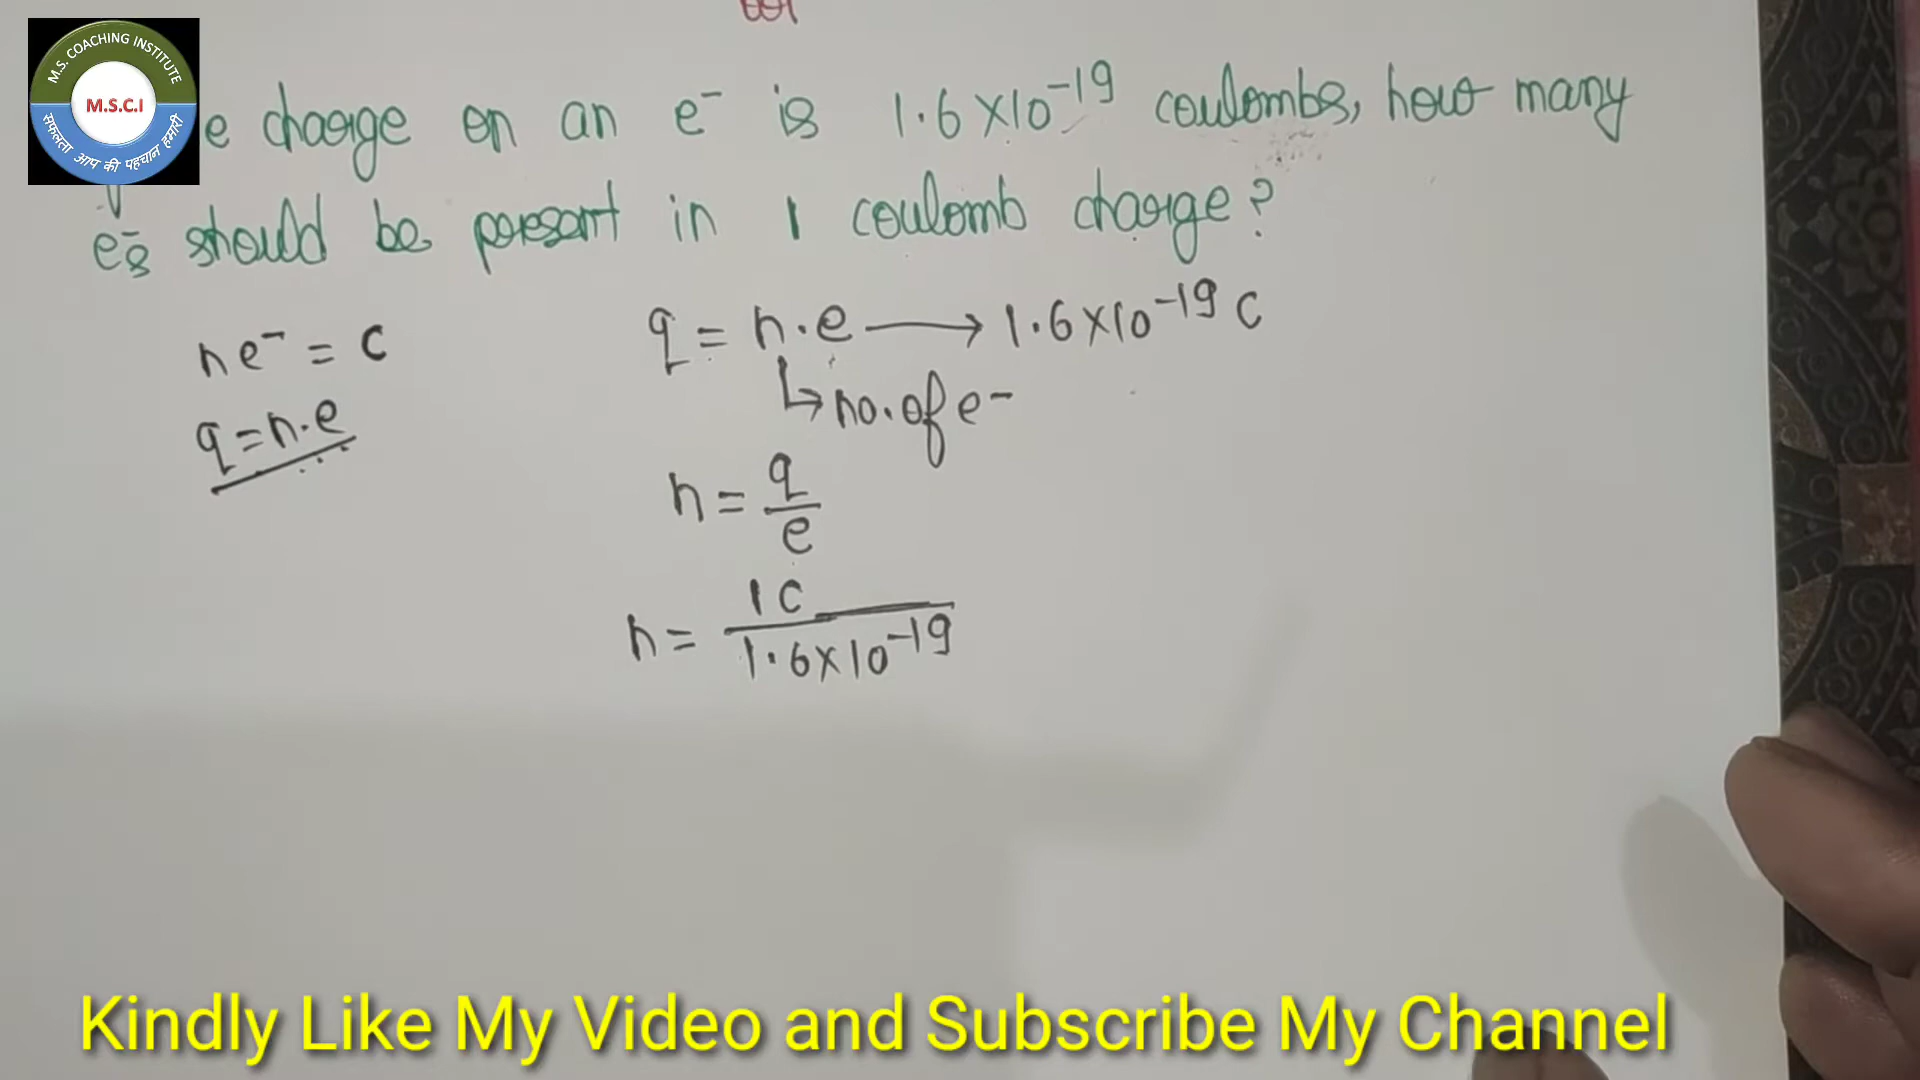 M.S. COACHING INSTITUTE
M.S.C.I
सफलता आप की पहचान हमारी
e charge on an e⁻ is 1.6×10⁻¹⁹ coulombs, how many
e⁻s should be present in 1 coulomb charge?
ne⁻ = C
q=n.e
q = n.e → 1.6×10⁻¹⁹ C
↳ no. of e⁻
n = q/e
n = 1C/1.6×10⁻¹⁹
Kindly Like My Video and Subscribe My Channel